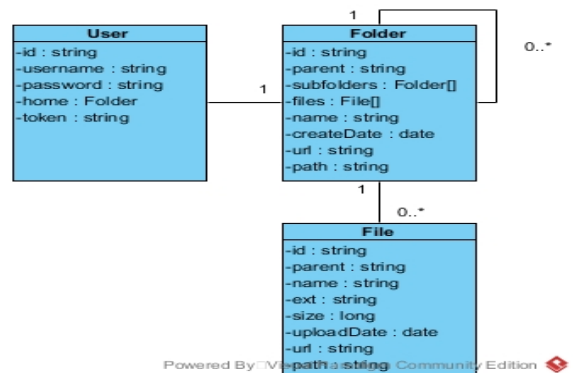 User
-id : string
-username : string
-password : string
-home : Folder
-token : string
1
1
0..*
Folder
-id : string
-parent : string
-subfolders : Folder[]
-files : File[]
-name : string
-createDate : date
-url : string
-path : string
1
0..*
File
-id : string
-parent : string
-name : string
-ext : string
-size : long
-uploadDate : date
-url : string
-path : string
Powered By Community Edition